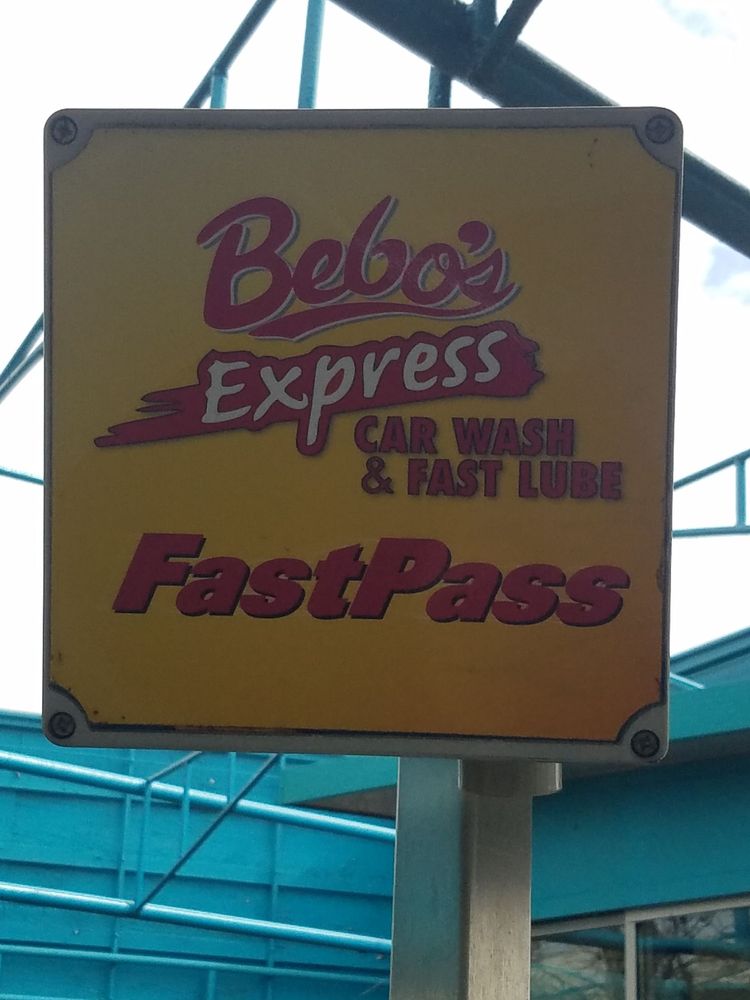 Bebo's
Express
CAR WASH
& FAST LUBE
FastPass